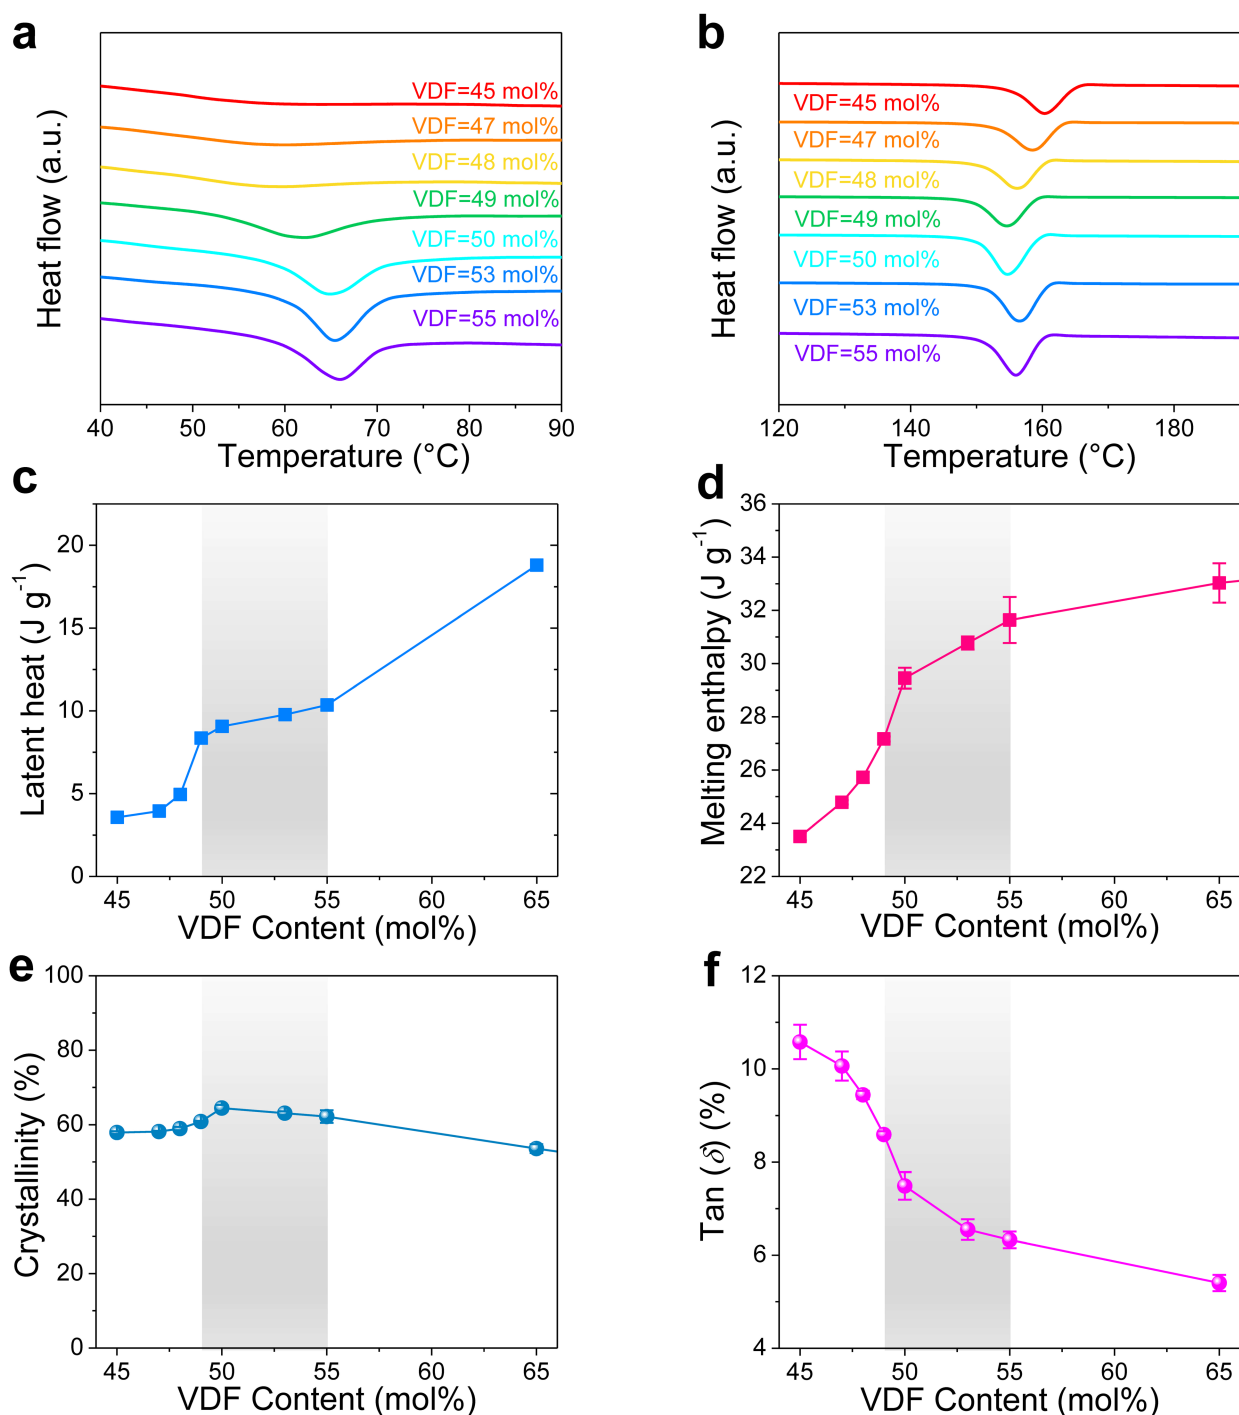 a
Heat flow (a.u.)
VDF=45 mol%
VDF=47 mol%
VDF=48 mol%
VDF=49 mol%
VDF=50 mol%
VDF=53 mol%
VDF=55 mol%
40 50 60 70 80 90
Temperature (°C)
b
Heat flow (a.u.)
VDF=45 mol%
VDF=47 mol%
VDF=48 mol%
VDF=49 mol%
VDF=50 mol%
VDF=53 mol%
VDF=55 mol%
120 140 160 180
Temperature (°C)
c
Latent heat (J g⁻¹)
20
15
10
5
0
45 50 55 60 65
VDF Content (mol%)
d
Melting enthalpy (J g⁻¹)
36
34
32
30
28
26
24
22
45 50 55 60 65
VDF Content (mol%)
e
Crystallinity (%)
100
80
60
40
20
0
45 50 55 60 65
VDF Content (mol%)
f
Tan (δ) (%)
12
10
8
6
4
45 50 55 60 65
VDF Content (mol%)